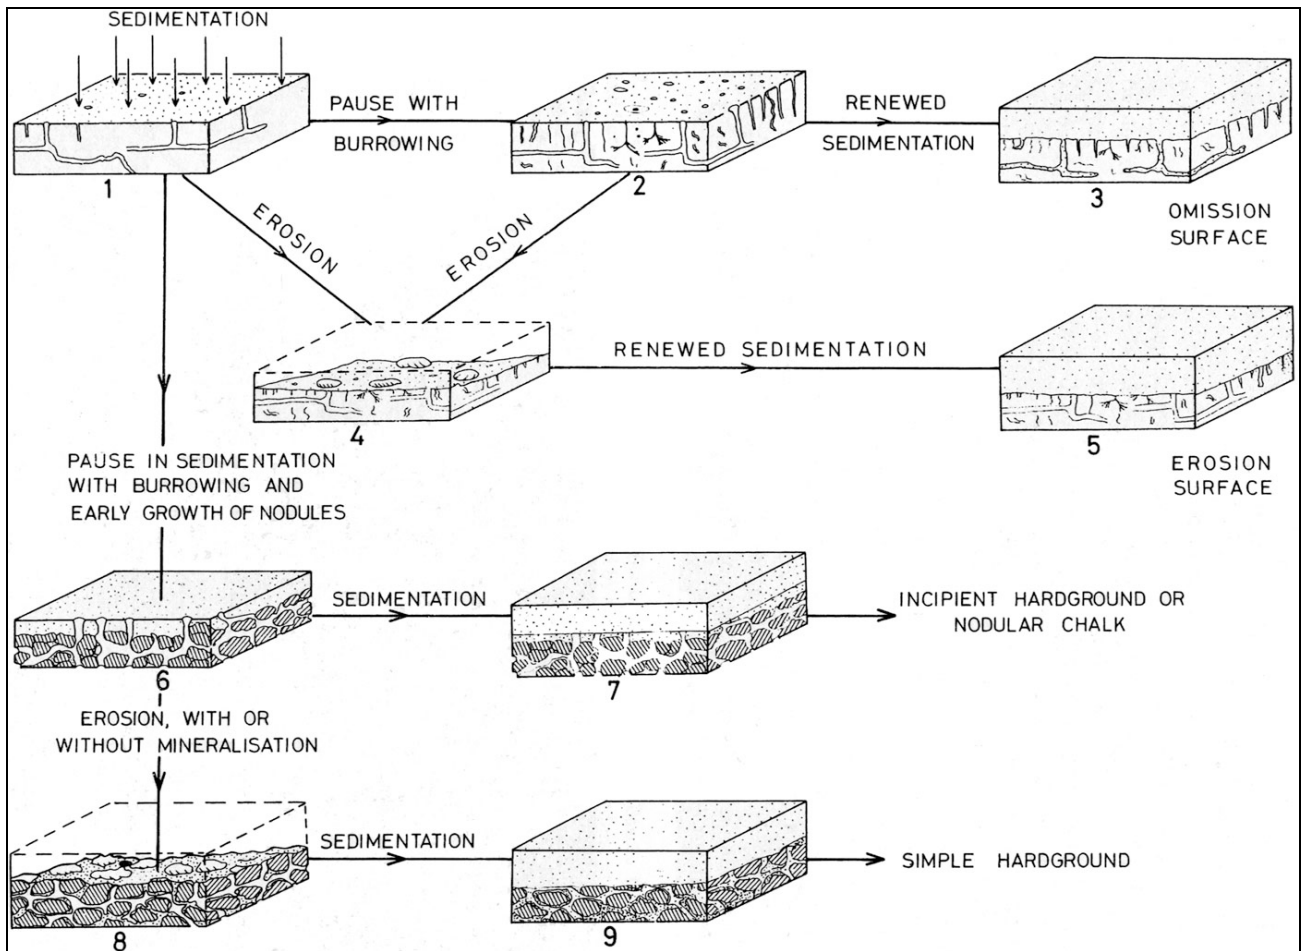 SEDIMENTATION
1
PAUSE WITH
BURROWING
2
RENEWED
SEDIMENTATION
3
OMISSION
SURFACE
EROSION
EROSION
4
RENEWED SEDIMENTATION
5
EROSION
SURFACE
PAUSE IN SEDIMENTATION
WITH BURROWING AND
EARLY GROWTH OF NODULES
6
SEDIMENTATION
7
INCIPIENT HARDGROUND OR
NODULAR CHALK
EROSION, WITH OR
WITHOUT MINERALISATION
8
SEDIMENTATION
9
SIMPLE HARDGROUND